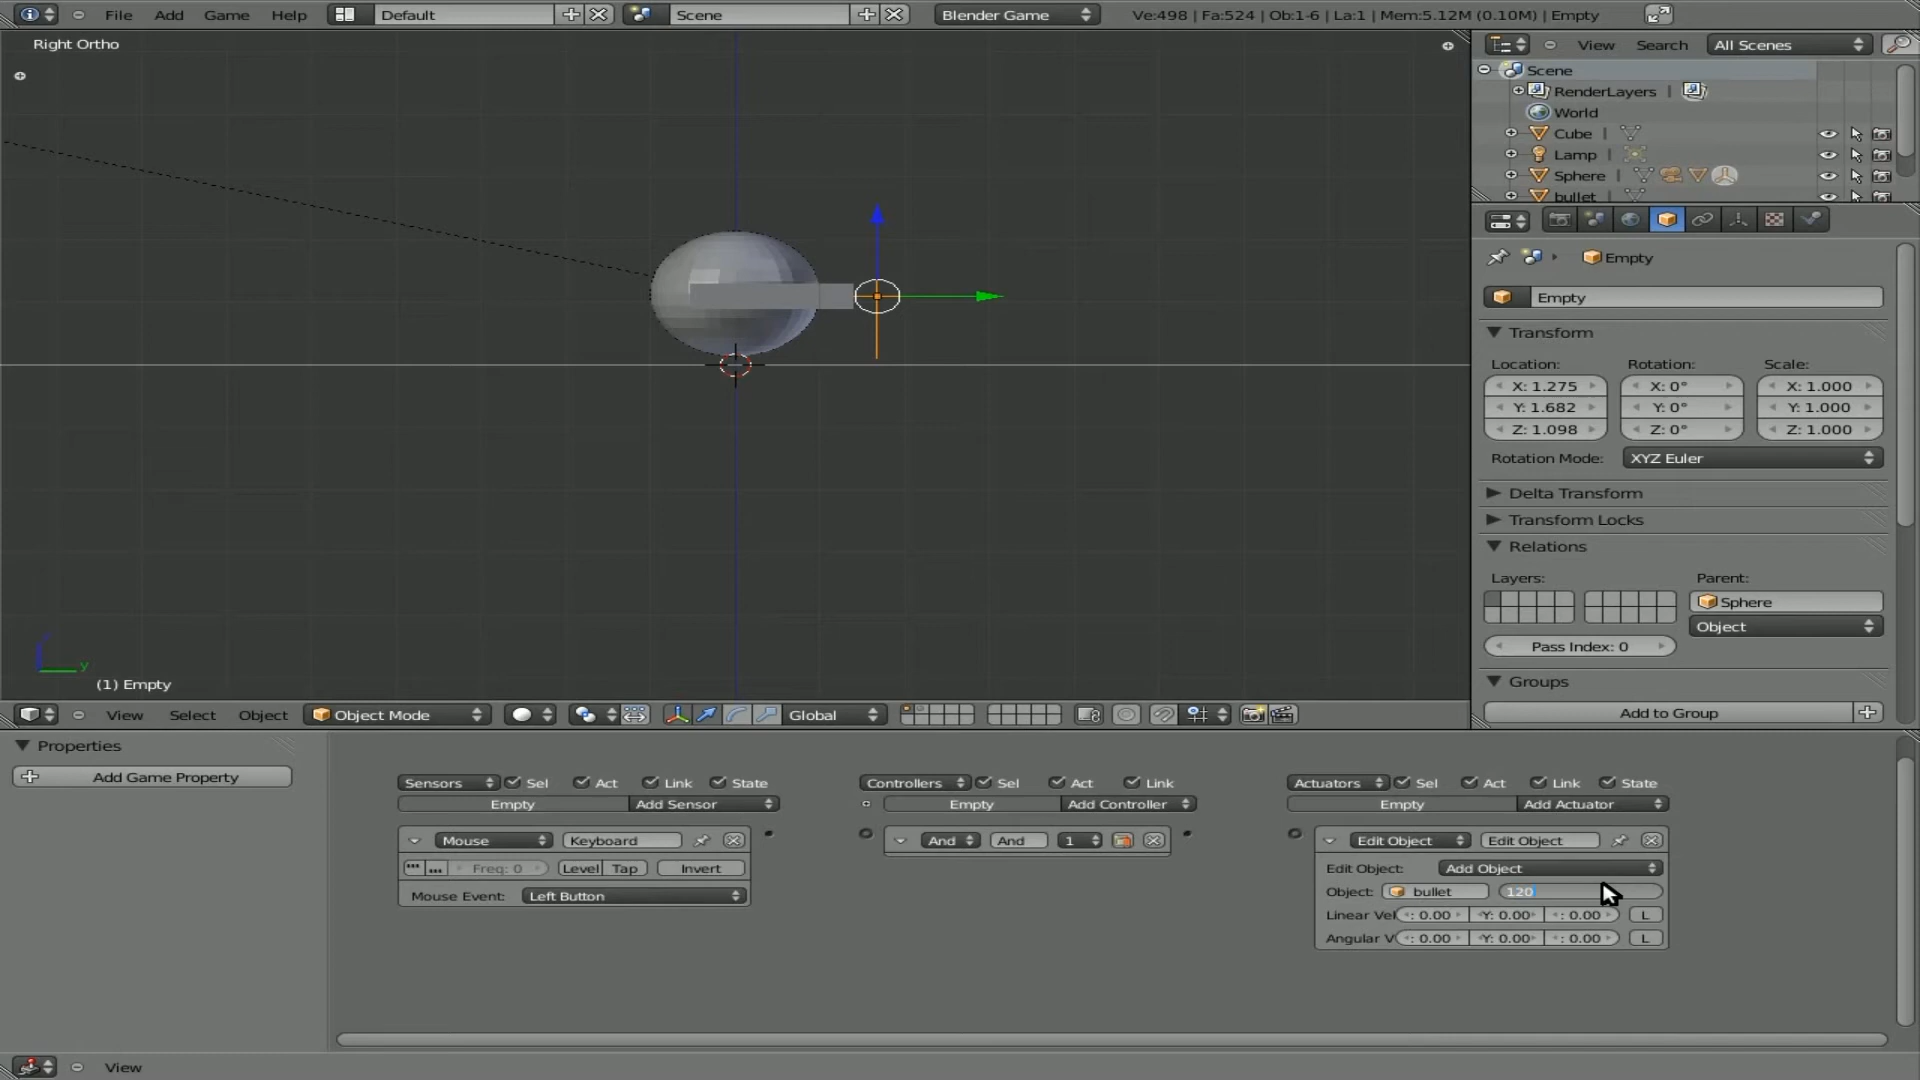 File Add Game Help Default Scene Blender Game Ve:498 | Fa:524 | Ob:1-6 | La:1 | Mem:5.12M (0.10M) | Empty
Right Ortho
View Search All Scenes
Scene
RenderLayers |
World
Cube |
Lamp |
Sphere |
bullet |
Empty
Empty
Transform
Location: Rotation: Scale:
X: 1.275 X: 0° X: 1.000
Y: 1.682 Y: 0° Y: 1.000
Z: 1.098 Z: 0° Z: 1.000
Rotation Mode: XYZ Euler
Delta Transform
Transform Locks
Relations
Layers: Parent:
Sphere
Object
Pass Index: 0
Groups
Add to Group
y
(1) Empty
View Select Object Object Mode Global
Properties
Add Game Property
Sensors Sel Act Link State
Empty Add Sensor
Mouse Keyboard
Freq: 0 Level Tap Invert
Mouse Event: Left Button
Controllers Sel Act Link
Empty Add Controller
And And 1
Actuators Sel Act Link State
Empty Add Actuator
Edit Object Edit Object
Edit Object: Add Object
Object: bullet 120
Linear Vel : 0.00 Y: 0.00 : 0.00 L
Angular V : 0.00 Y: 0.00 : 0.00 L
View